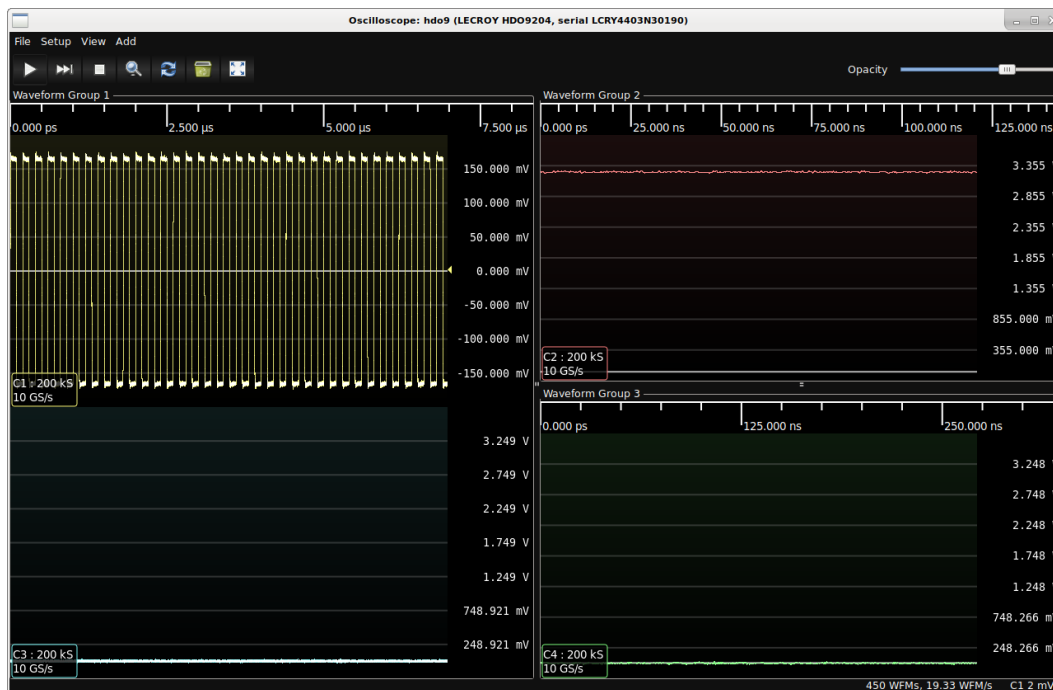 Oscilloscope: hdo9 (LECROY HDO9204, serial LCRY4403N30190)
File Setup View Add
Opacity
Waveform Group 1
0.000 ps 2.500 µs 5.000 µs 7.500 µs
150.000 mV
100.000 mV
50.000 mV
0.000 mV
-50.000 mV
-100.000 mV
-150.000 mV
C1 : 200 kS
10 GS/s
3.249 V
2.749 V
2.249 V
1.749 V
1.249 V
748.921 mV
248.921 mV
C3 : 200 kS
10 GS/s
Waveform Group 2
0.000 ps 25.000 ns 50.000 ns 75.000 ns 100.000 ns 125.000 ns
3.355 V
2.855 V
2.355 V
1.855 V
1.355 V
855.000 mV
355.000 mV
C2 : 200 kS
10 GS/s
Waveform Group 3
0.000 ps 125.000 ns 250.000 ns
3.248 V
2.748 V
2.248 V
1.748 V
1.248 V
748.266 mV
248.266 mV
C4 : 200 kS
10 GS/s
450 WFMs, 19.33 WFM/s C1 2 mV